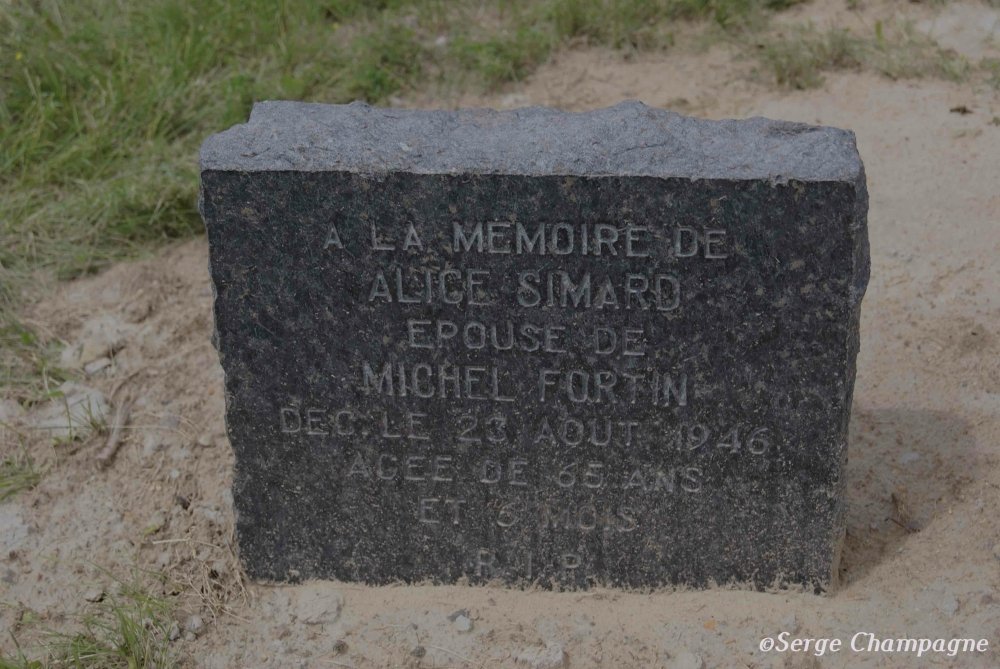 A LA MEMOIRE DE
ALICE SIMARD
EPOUSE DE
MICHEL FORTIN
DEC. LE 23 AOUT 1946
AGEE DE 65 ANS
ET 6 MOIS
R.I.P.
©Serge Champagne